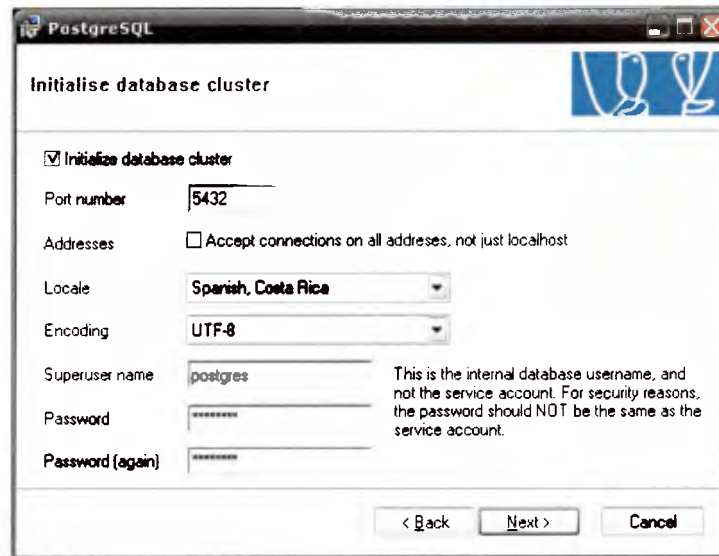 PostgreSQL
Initialise database cluster
Initialize database cluster
Port number 5432
Addresses Accept connections on all addreses, not just localhost
Locale Spanish, Costa Rica
Encoding UTF-8
Superuser name postgres This is the internal database username, and
not the service account. For security reasons,
Password ******** the password should NOT be the same as the
service account.
Password (again) ********
< Back Next > Cancel